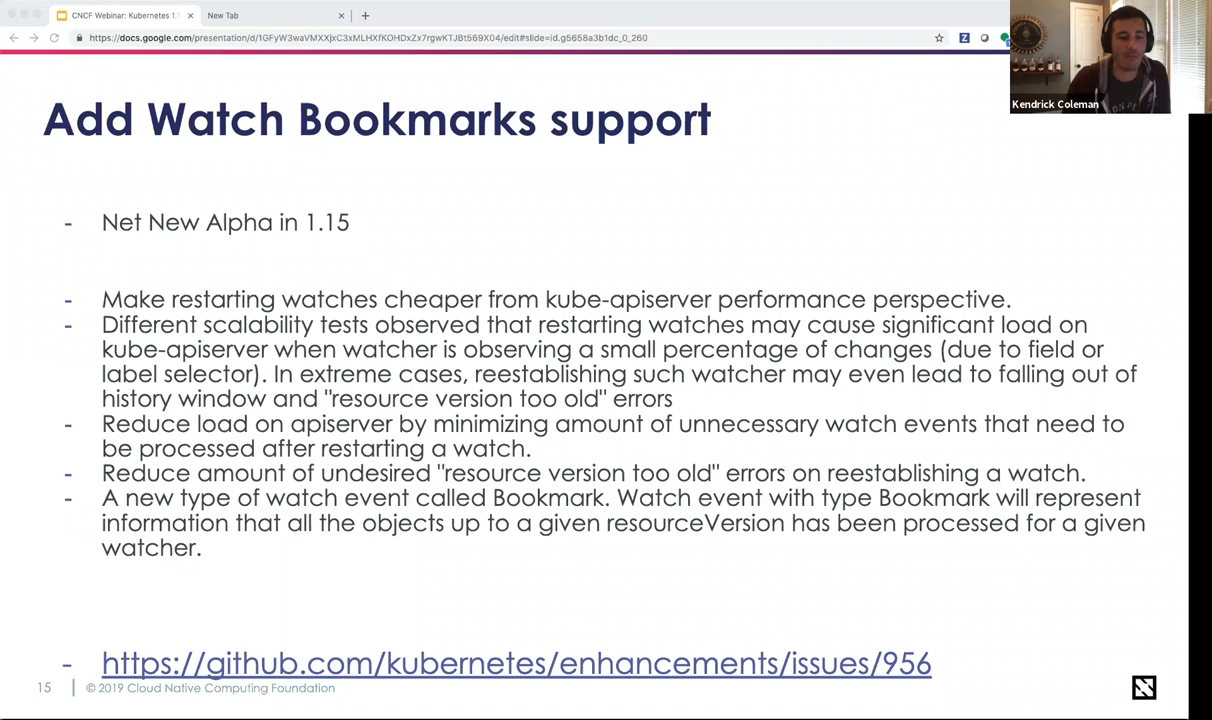 CNCF Webinar: Kubernetes 1.1
New Tab
https://docs.google.com/presentation/d/1GFyW3waVMXXjxC3xMLHXfKOHDxZx7rgwKTJBt569X04/edit#slide=id.g5658a3b1dc_0_260
Kendrick Coleman
Add Watch Bookmarks support
- Net New Alpha in 1.15
- Make restarting watches cheaper from kube-apiserver performance perspective.
- Different scalability tests observed that restarting watches may cause significant load on
kube-apiserver when watcher is observing a small percentage of changes (due to field or
label selector). In extreme cases, reestablishing such watcher may even lead to falling out of
history window and "resource version too old" errors
- Reduce load on apiserver by minimizing amount of unnecessary watch events that need to
be processed after restarting a watch.
- Reduce amount of undesired "resource version too old" errors on reestablishing a watch.
- A new type of watch event called Bookmark. Watch event with type Bookmark will represent
information that all the objects up to a given resourceVersion has been processed for a given
watcher.
- https://github.com/kubernetes/enhancements/issues/956
15 © 2019 Cloud Native Computing Foundation